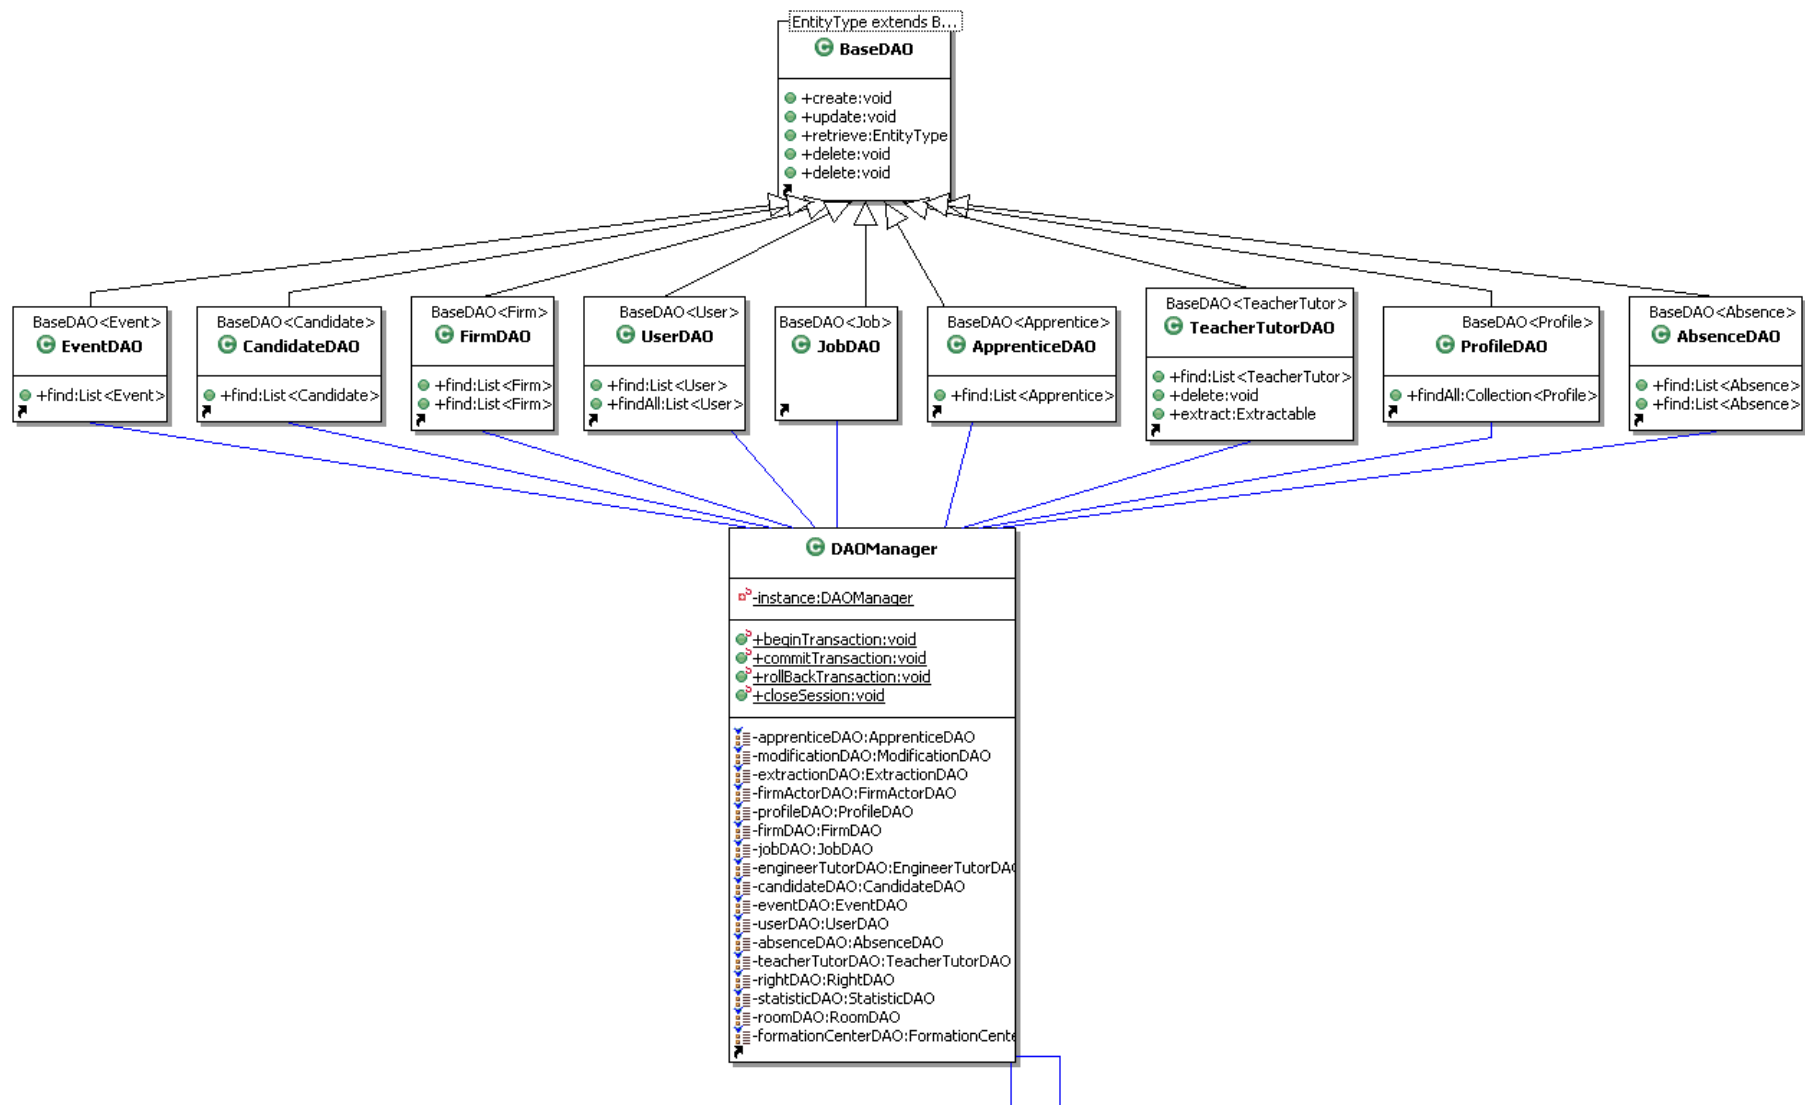 EntityType extends B...
BaseDAO
+create:void
+update:void
+retrieve:EntityType
+delete:void
+delete:void
BaseDAO<Event>
EventDAO
+find:List<Event>
BaseDAO<Candidate>
CandidateDAO
+find:List<Candidate>
BaseDAO<Firm>
FirmDAO
+find:List<Firm>
+find:List<Firm>
BaseDAO<User>
UserDAO
+find:List<User>
+findAll:List<User>
BaseDAO<Job>
JobDAO
BaseDAO<Apprentice>
ApprenticeDAO
+find:List<Apprentice>
BaseDAO<TeacherTutor>
TeacherTutorDAO
+find:List<TeacherTutor>
+delete:void
+extract:Extractable
BaseDAO<Profile>
ProfileDAO
+findAll:Collection<Profile>
BaseDAO<Absence>
AbsenceDAO
+find:List<Absence>
+find:List<Absence>
DAOManager
-instance:DAOManager
+beginTransaction:void
+commitTransaction:void
+rollBackTransaction:void
+closeSession:void
-apprenticeDAO:ApprenticeDAO
-modificationDAO:ModificationDAO
-extractionDAO:ExtractionDAO
-firmActorDAO:FirmActorDAO
-profileDAO:ProfileDAO
-firmDAO:FirmDAO
-jobDAO:JobDAO
-engineerTutorDAO:EngineerTutorDAO
-candidateDAO:CandidateDAO
-eventDAO:EventDAO
-userDAO:UserDAO
-absenceDAO:AbsenceDAO
-teacherTutorDAO:TeacherTutorDAO
-rightDAO:RightDAO
-statisticDAO:StatisticDAO
-roomDAO:RoomDAO
-formationCenterDAO:FormationCente